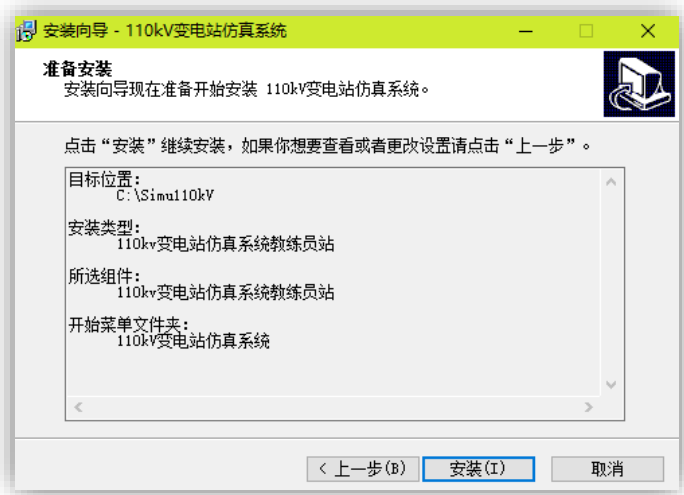 安装向导 - 110kV变电站仿真系统
准备安装
安装向导现在准备开始安装 110kV变电站仿真系统。
点击“安装”继续安装，如果你想要查看或者更改设置请点击“上一步”。
目标位置:
C:\Simu110kV
安装类型:
110kv变电站仿真系统教练员站
所选组件:
110kv变电站仿真系统教练员站
开始菜单文件夹:
110kV变电站仿真系统
< 上一步(B)
安装(I)
取消